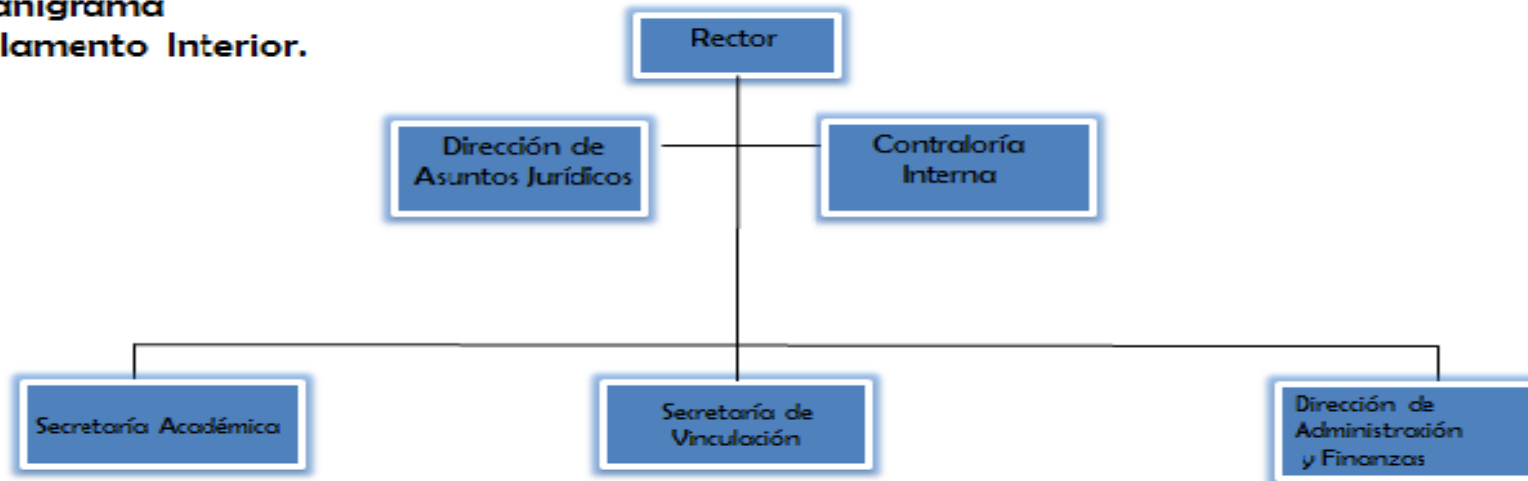 anigrama
lamento Interior.
Rector
Dirección de
Asuntos Jurídicos
Contraloría
Interna
Secretaría Académica
Secretaría de
Vinculación
Dirección de
Administración
y Finanzas